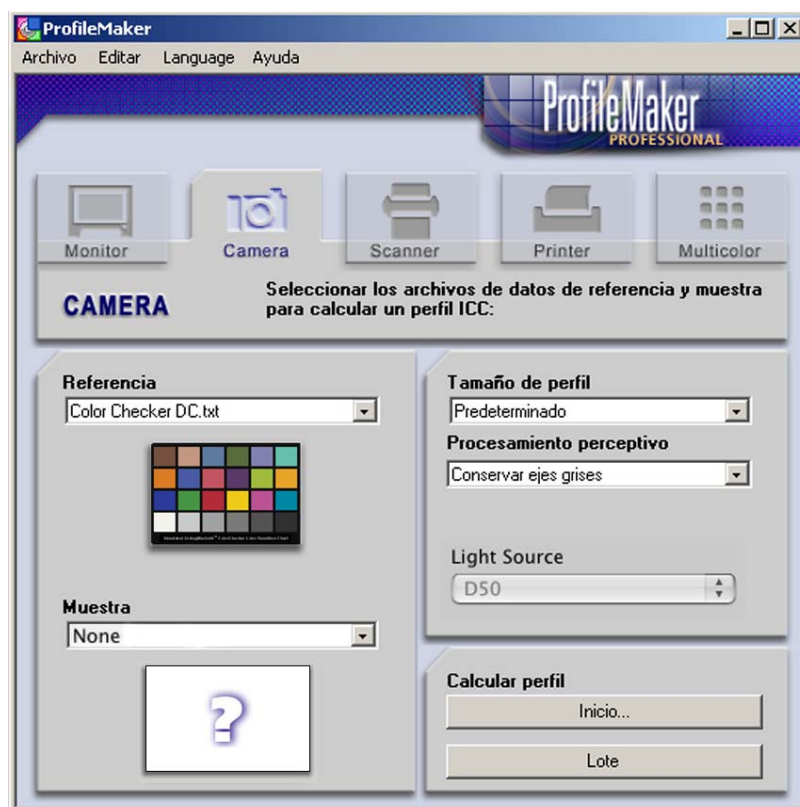 ProfileMaker
Archivo Editar Language Ayuda
ProfileMaker
PROFESSIONAL
Monitor Camera Scanner Printer Multicolor
CAMERA
Seleccionar los archivos de datos de referencia y muestra
para calcular un perfil ICC:
Referencia
Color Checker DC.txt
Muestra
None
?
Tamaño de perfil
Predeterminado
Procesamiento perceptivo
Conservar ejes grises
Light Source
D50
Calcular perfil
Inicio...
Lote